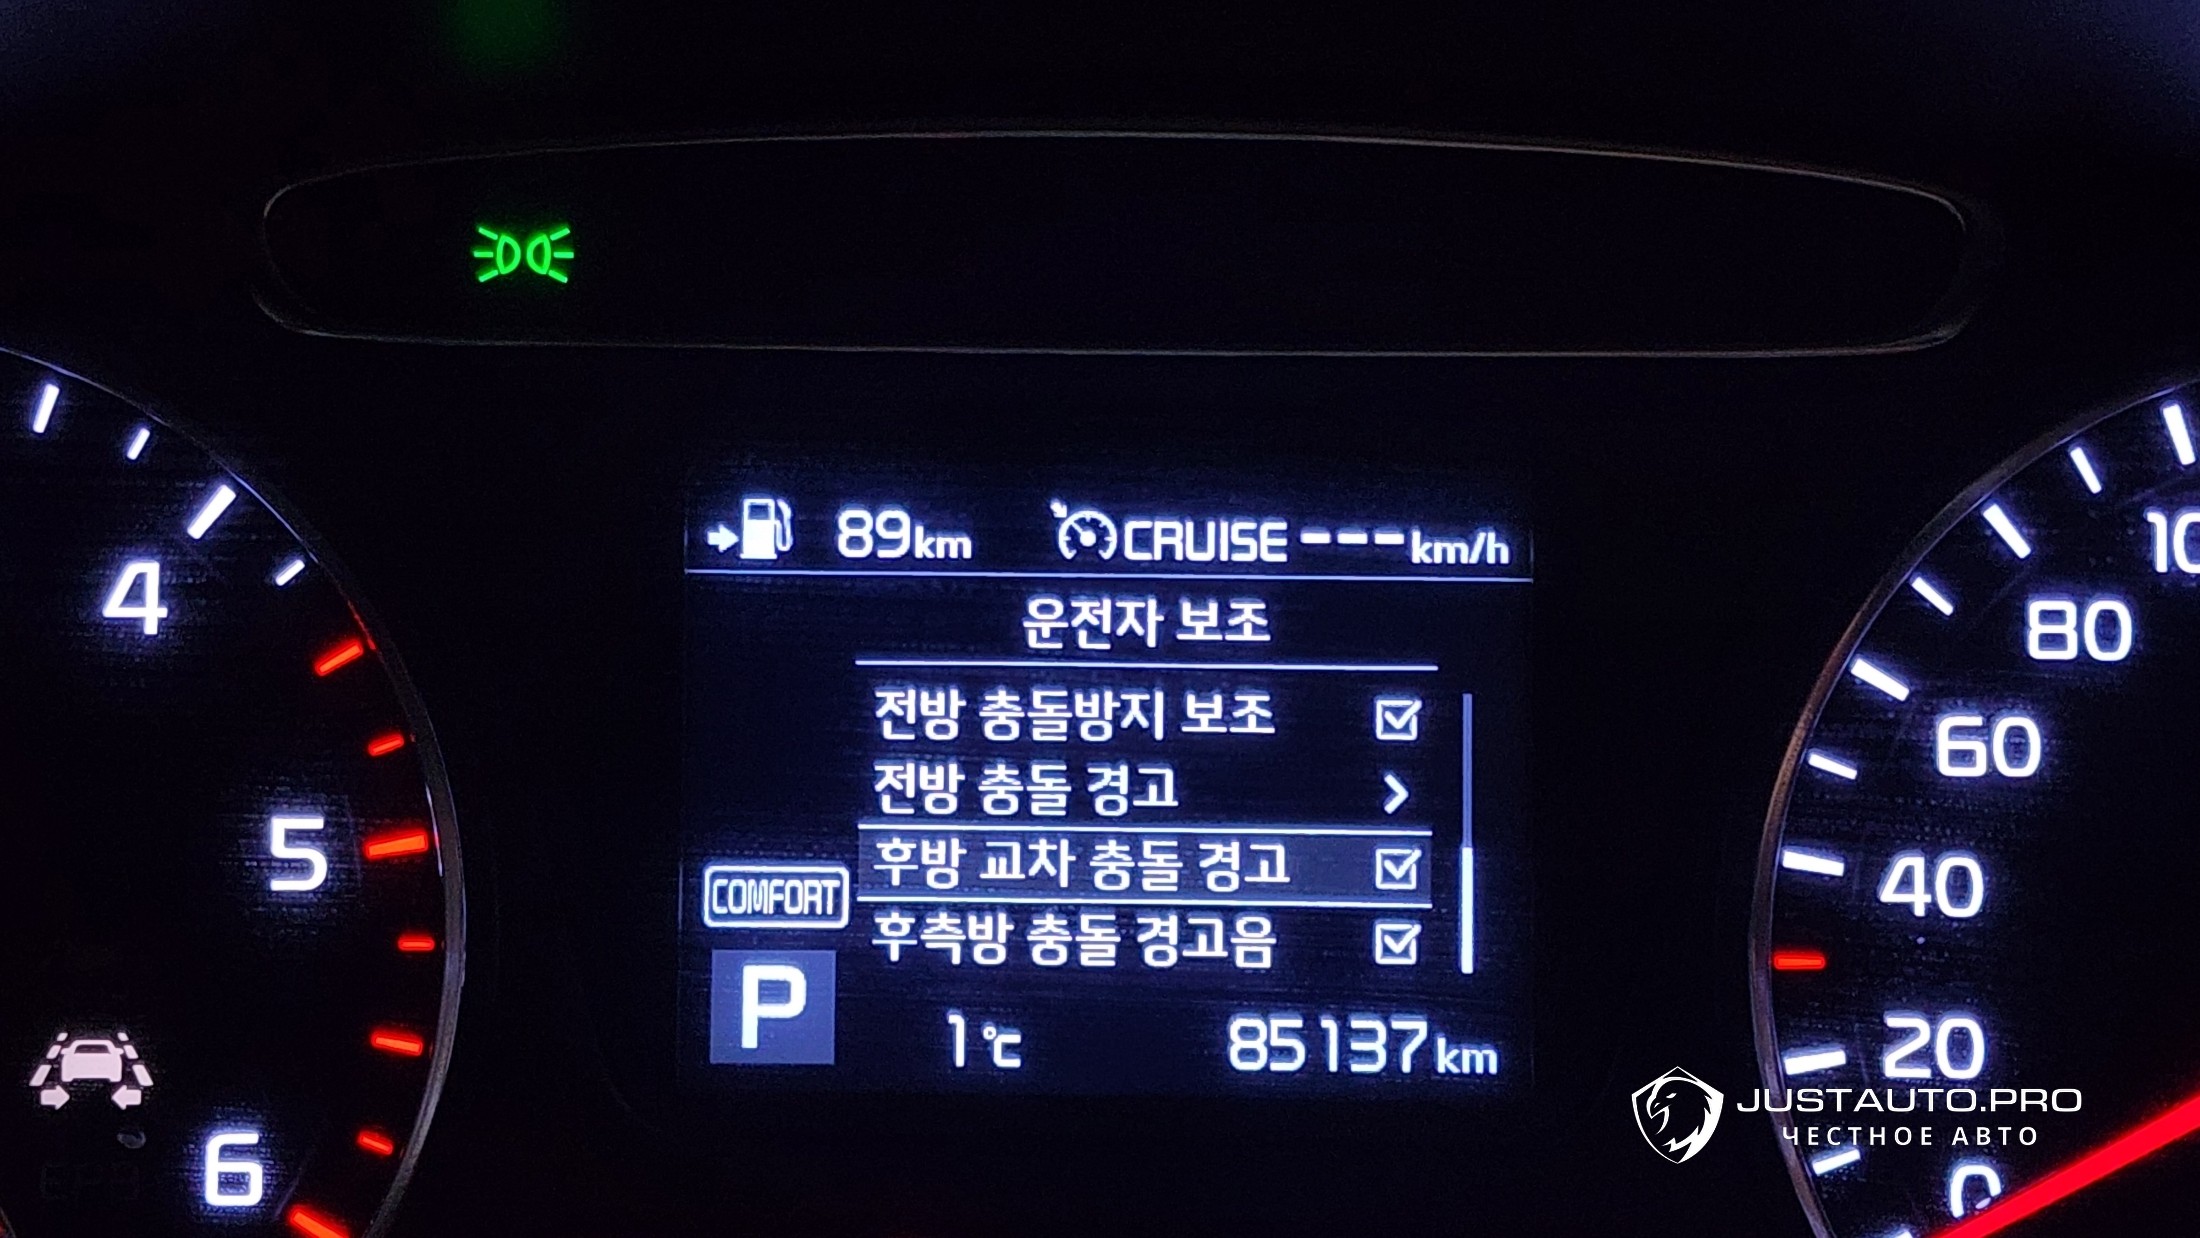 89km CRUISE ---km/h
운전자 보조
전방 충돌방지 보조
전방 충돌 경고
후방 교차 충돌 경고
후측방 충돌 경고음
COMFORT
P
1℃ 85137km
4
5
6
10
80
60
40
20
0
JUSTAUTO.PRO
ЧЕСТНОЕ АВТО